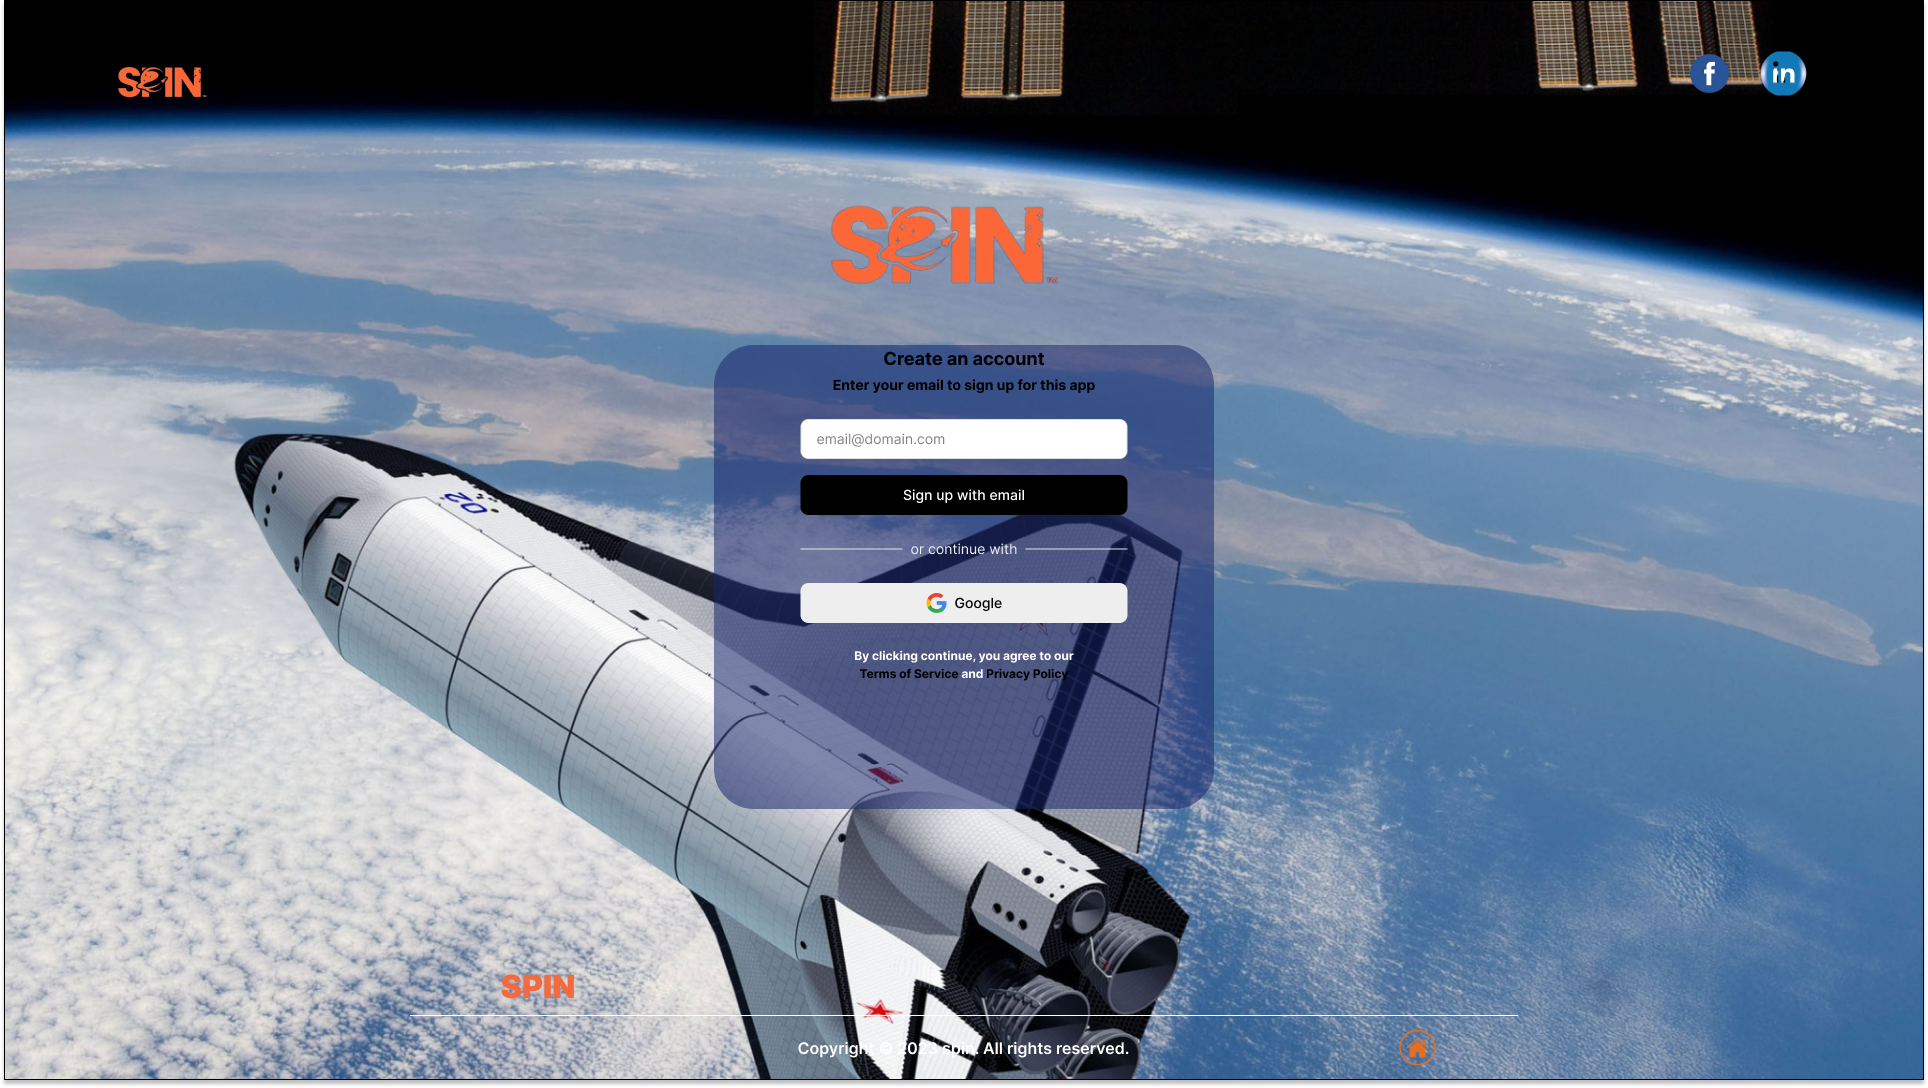 SPIN
f
in
SPIN
TM
Create an account
Enter your email to sign up for this app
email@domain.com
Sign up with email
or continue with
Google
By clicking continue, you agree to our
Terms of Service and Privacy Policy
SPIN
Copyright © 2023 spin. All rights reserved.